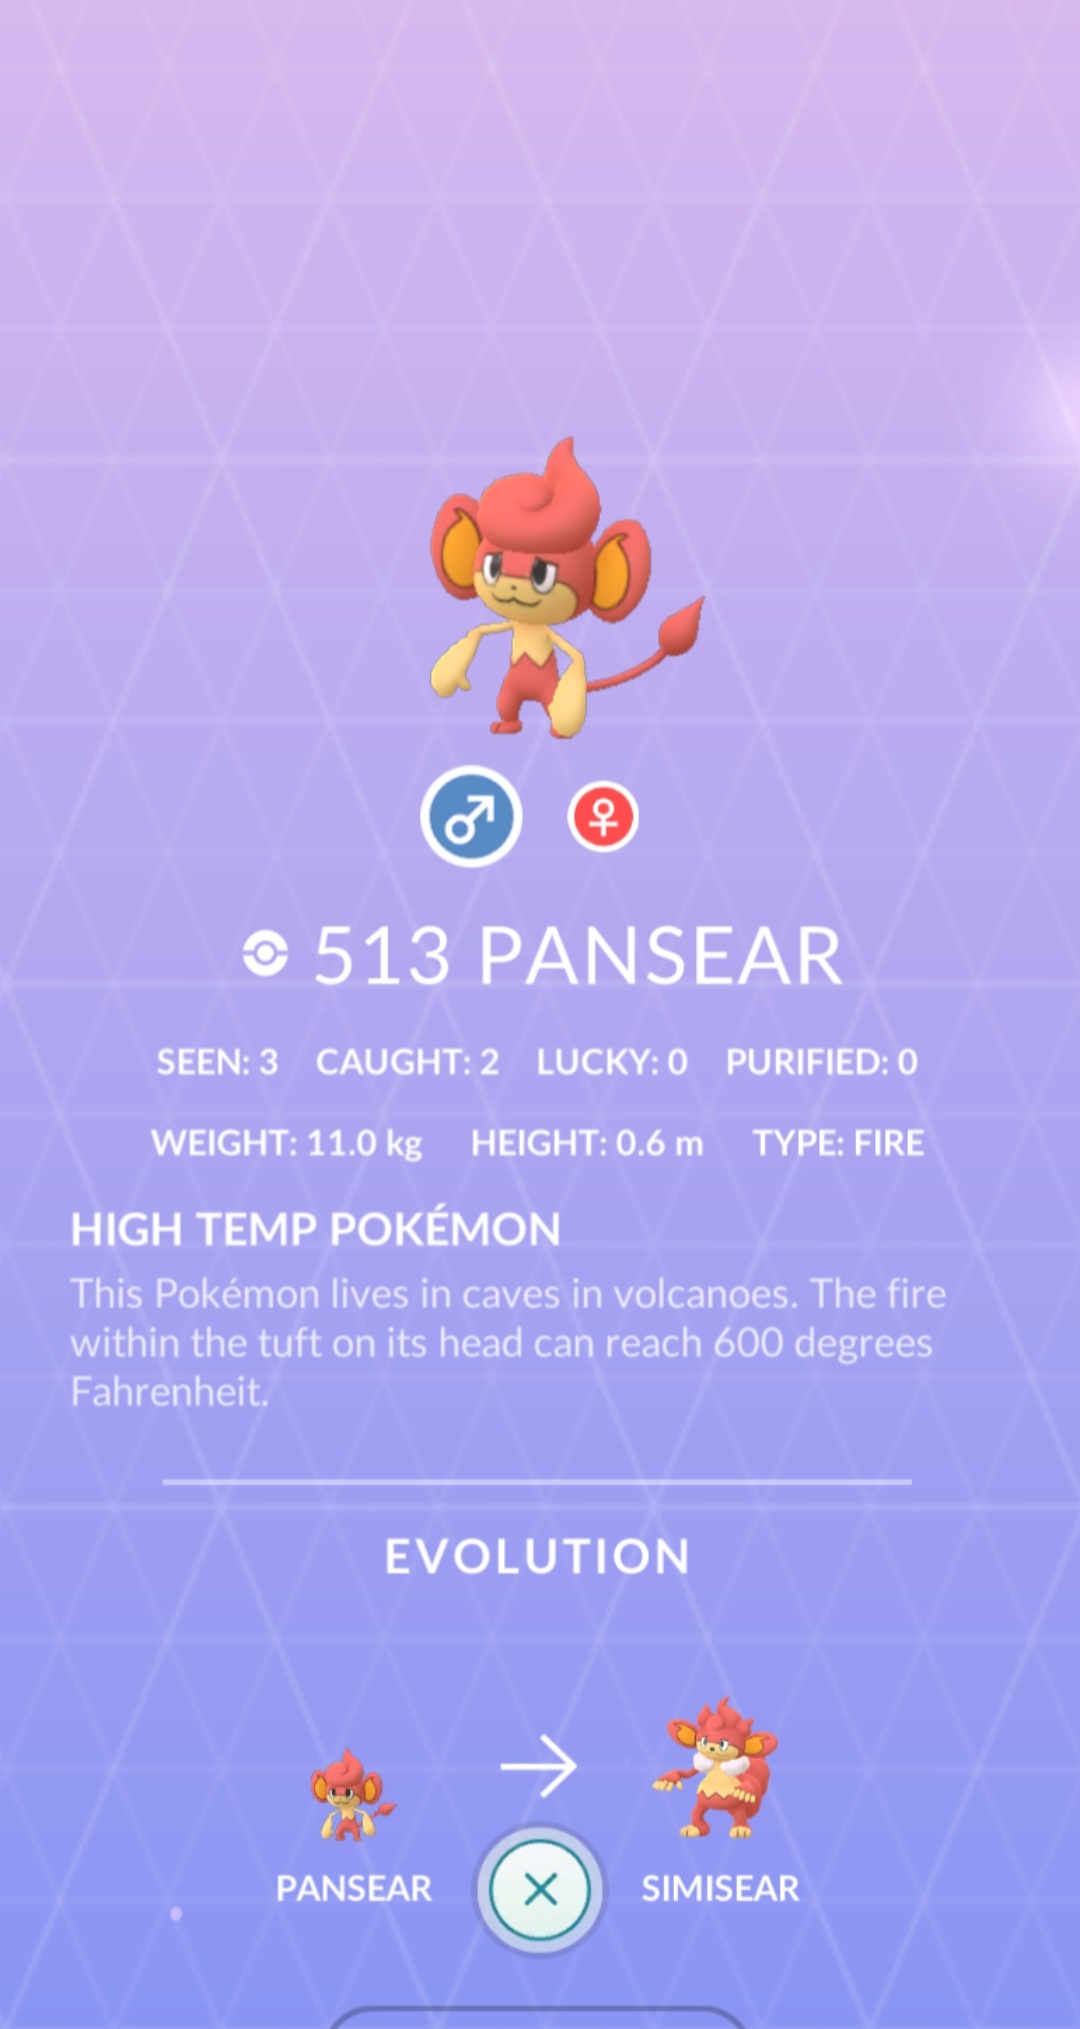 513 PANSEAR
SEEN: 3 CAUGHT: 2 LUCKY: 0 PURIFIED: 0
WEIGHT: 11.0 kg HEIGHT: 0.6 m TYPE: FIRE
HIGH TEMP POKÉMON
This Pokémon lives in caves in volcanoes. The fire
within the tuft on its head can reach 600 degrees
Fahrenheit.
EVOLUTION
PANSEAR SIMISEAR